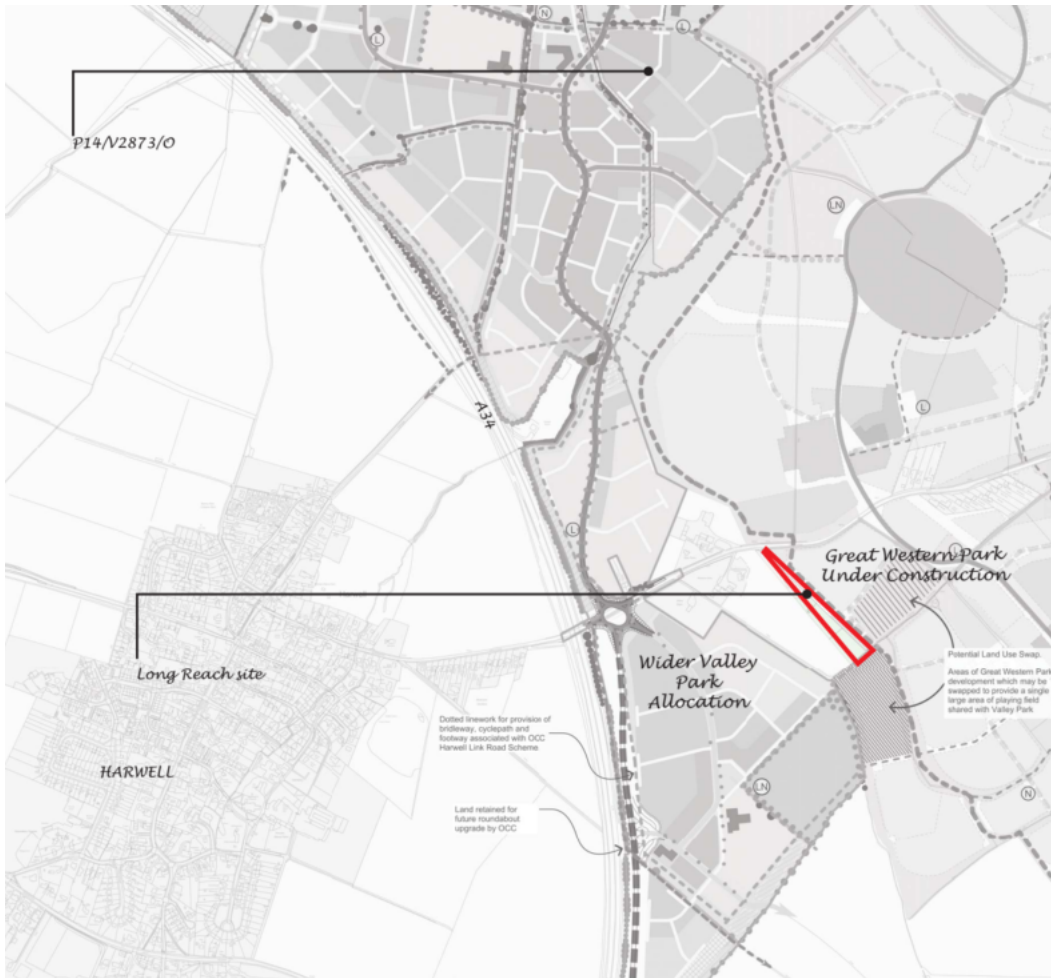 N
L
L
P14/V2873/O
LN
A34
L
L
L
Great Western Park
Under Construction
Long Reach site
Wider Valley
Park
Allocation
Potential Land Use Swap.
Areas of Great Western Park
development which may be
swapped to provide a single
large area of playing field
shared with Valley Park
Dotted linework for provision of
bridleway, cyclepath and
footway associated with OCC
Harwell Link Road Scheme
HARWELL
LN
N
Land retained for
future roundabout
upgrade by OCC